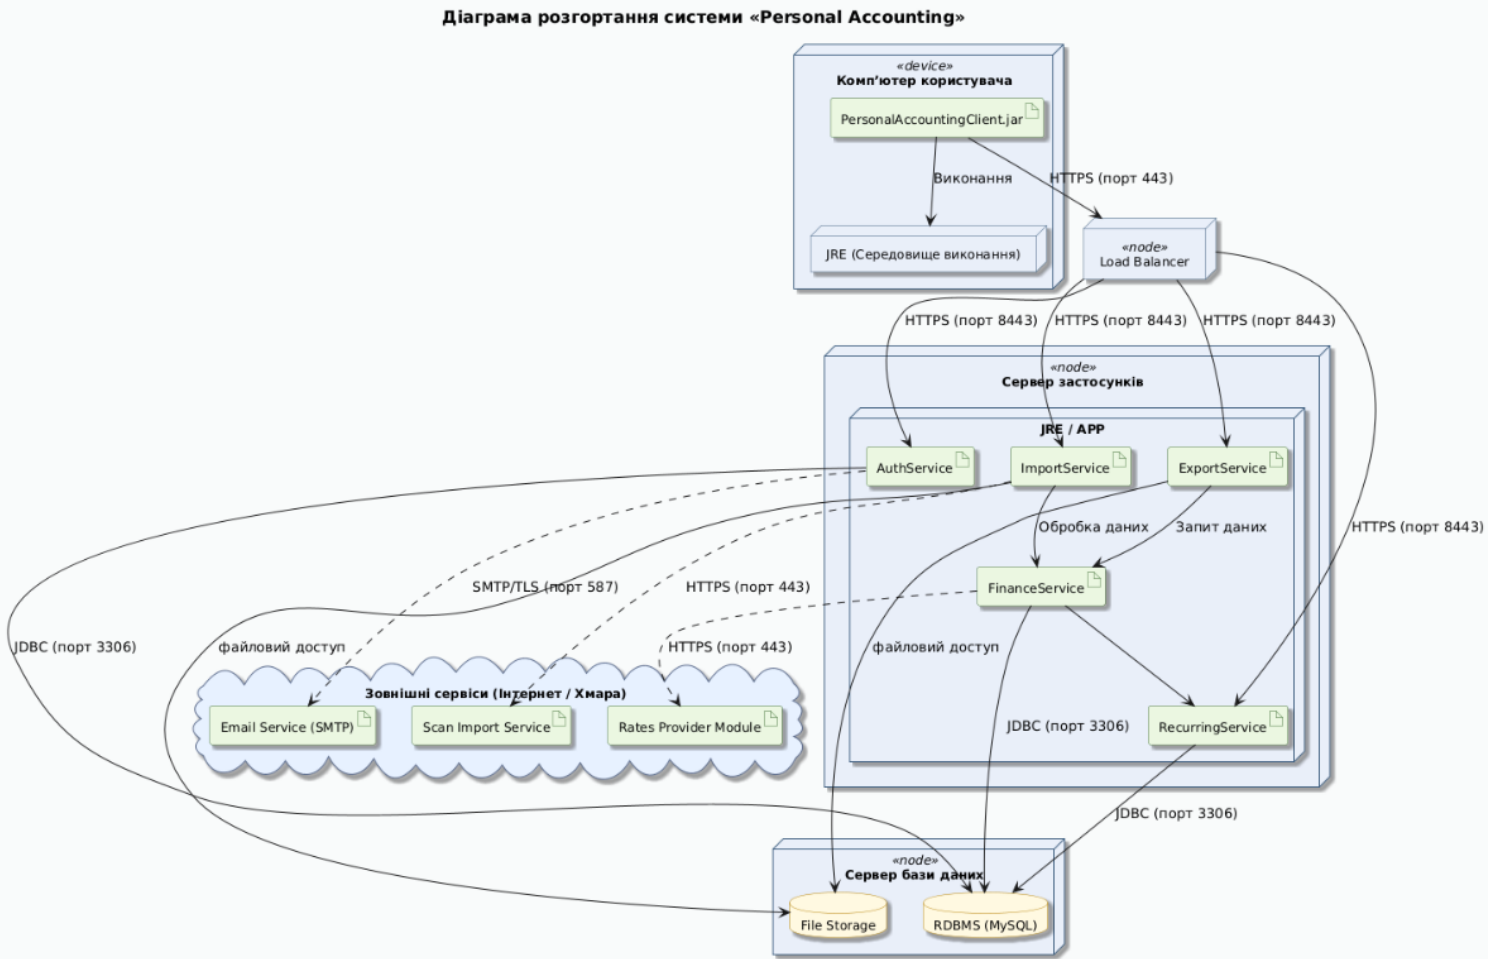 Діаграма розгортання системи «Personal Accounting»
«device»
Комп’ютер користувача
PersonalAccountingClient.jar
Виконання
HTTPS (порт 443)
JRE (Середовище виконання)
«node»
Load Balancer
HTTPS (порт 8443)
HTTPS (порт 8443)
HTTPS (порт 8443)
«node»
Сервер застосунків
JRE / APP
AuthService
ImportService
ExportService
Обробка даних
Запит даних
HTTPS (порт 8443)
SMTP/TLS (порт 587)
HTTPS (порт 443)
FinanceService
JDBC (порт 3306)
файловий доступ
HTTPS (порт 443)
файловий доступ
Зовнішні сервіси (Інтернет / Хмара)
Email Service (SMTP)
Scan Import Service
Rates Provider Module
JDBC (порт 3306)
RecurringService
JDBC (порт 3306)
«node»
Сервер бази даних
File Storage
RDBMS (MySQL)